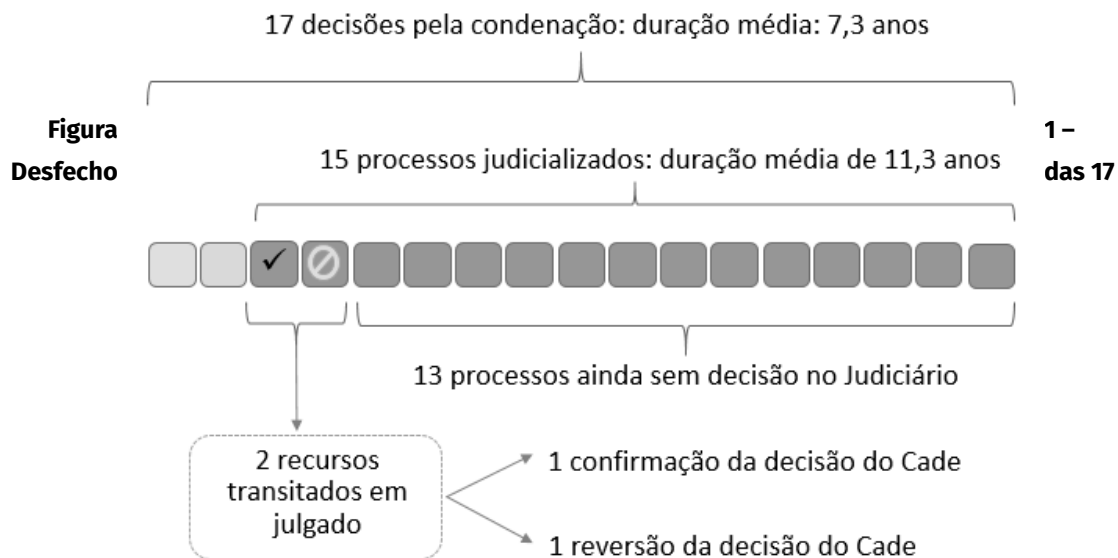 17 decisões pela condenação: duração média: 7,3 anos
Figura 1 –
Desfecho das 17
15 processos judicializados: duração média de 11,3 anos
13 processos ainda sem decisão no Judiciário
2 recursos
transitados em
julgado
1 confirmação da decisão do Cade
1 reversão da decisão do Cade